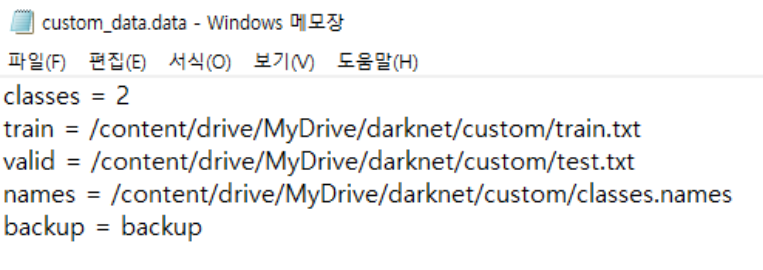 custom_data.data - Windows 메모장
파일(F) 편집(E) 서식(O) 보기(V) 도움말(H)
classes = 2
train = /content/drive/MyDrive/darknet/custom/train.txt
valid = /content/drive/MyDrive/darknet/custom/test.txt
names = /content/drive/MyDrive/darknet/custom/classes.names
backup = backup